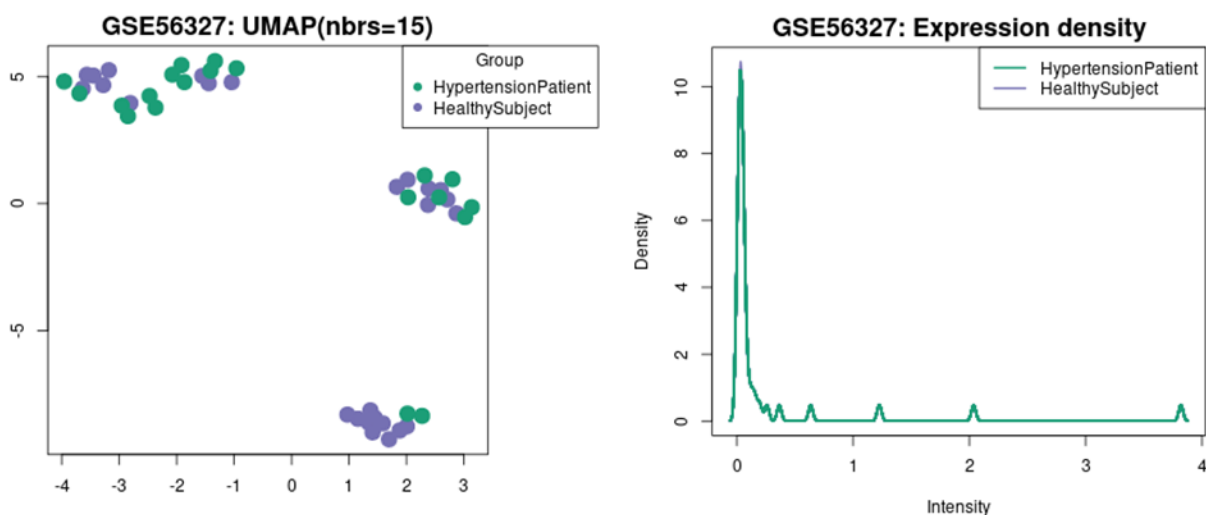 GSE56327: UMAP(nbrs=15)
Group
HypertensionPatient
HealthySubject
5
0
-5
-4 -3 -2 -1 0 1 2 3
GSE56327: Expression density
HypertensionPatient
HealthySubject
Density
10
8
6
4
2
0
0 1 2 3 4
Intensity